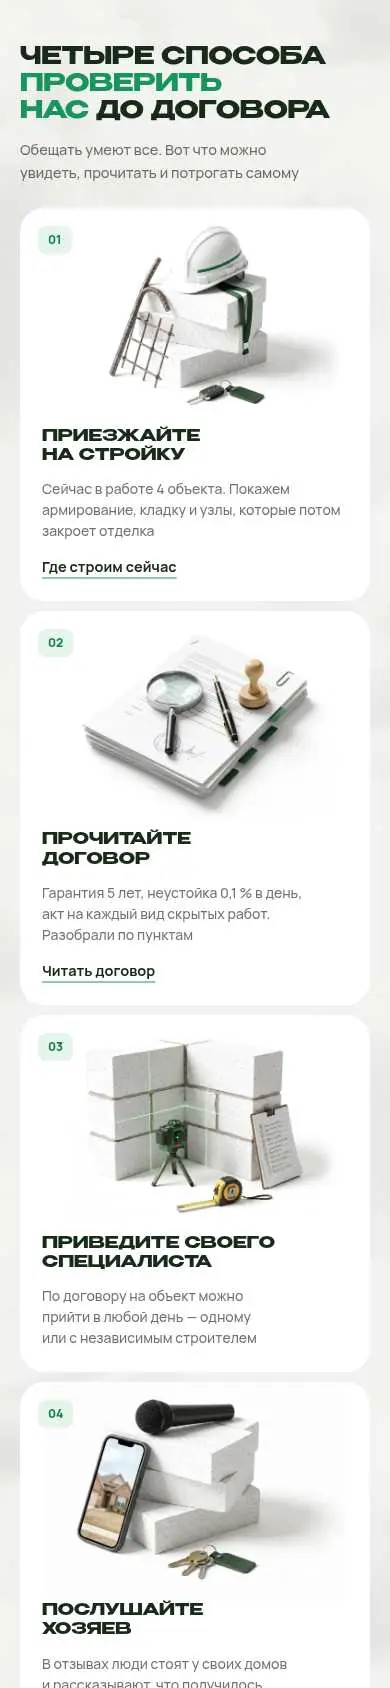 ЧЕТЫРЕ СПОСОБА
ПРОВЕРИТЬ
НАС ДО ДОГОВОРА
Обещать умеют все. Вот что можно
увидеть, прочитать и потрогать самому
01
ПРИЕЗЖАЙТЕ
НА СТРОЙКУ
Сейчас в работе 4 объекта. Покажем
армирование, кладку и узлы, которые потом
закроет отделка
Где строим сейчас
02
ПРОЧИТАЙТЕ
ДОГОВОР
Гарантия 5 лет, неустойка 0,1 % в день,
акт на каждый вид скрытых работ.
Разобрали по пунктам
Читать договор
03
ПРИВЕДИТЕ СВОЕГО
СПЕЦИАЛИСТА
По договору на объект можно
прийти в любой день — одному
или с независимым строителем
04
ПОСЛУШАЙТЕ
ХОЗЯЕВ
В отзывах люди стоят у своих домов
и рассказывают, что получилось